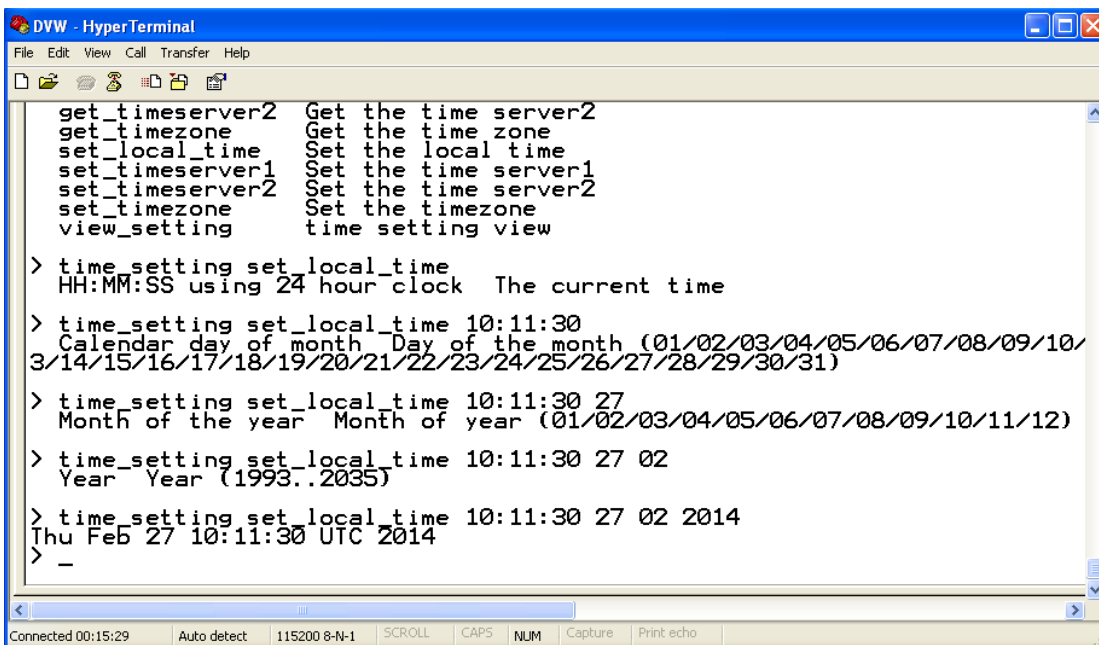 DVW - HyperTerminal
File Edit View Call Transfer Help
get_timeserver2 Get the time server2
get_timezone Get the time zone
set_local_time Set the local time
set_timeserver1 Set the time server1
set_timeserver2 Set the time server2
set_timezone Set the timezone
view_setting time setting view
> time_setting set_local_time
HH:MM:SS using 24 hour clock The current time
> time_setting set_local_time 10:11:30
Calendar day of month Day of the month (01/02/03/04/05/06/07/08/09/10/
3/14/15/16/17/18/19/20/21/22/23/24/25/26/27/28/29/30/31)
> time_setting set_local_time 10:11:30 27
Month of the year Month of year (01/02/03/04/05/06/07/08/09/10/11/12)
> time_setting set_local_time 10:11:30 27 02
Year Year (1993..2035)
> time_setting set_local_time 10:11:30 27 02 2014
Thu Feb 27 10:11:30 UTC 2014
> _
Connected 00:15:29 Auto detect 115200 8-N-1 SCROLL CAPS NUM Capture Print echo